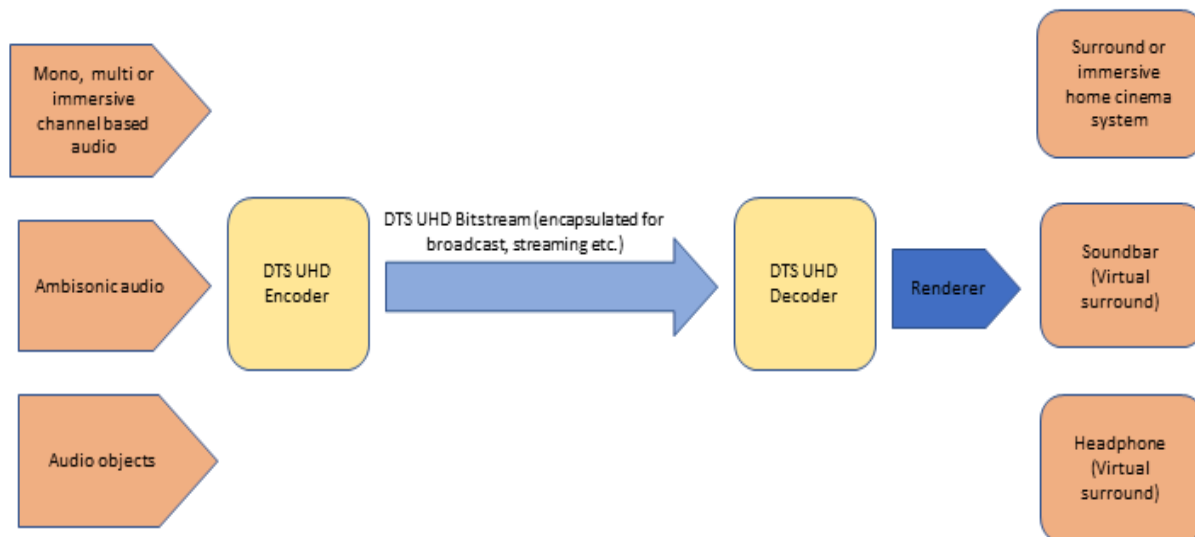 Mono, multi or
immersive
channel based
audio
Ambisonic audio
Audio objects
DTS UHD
Encoder
DTS UHD Bitstream (encapsulated for
broadcast, streaming etc.)
DTS UHD
Decoder
Renderer
Surround or
immersive
home cinema
system
Soundbar
(Virtual
surround)
Headphone
(Virtual
surround)